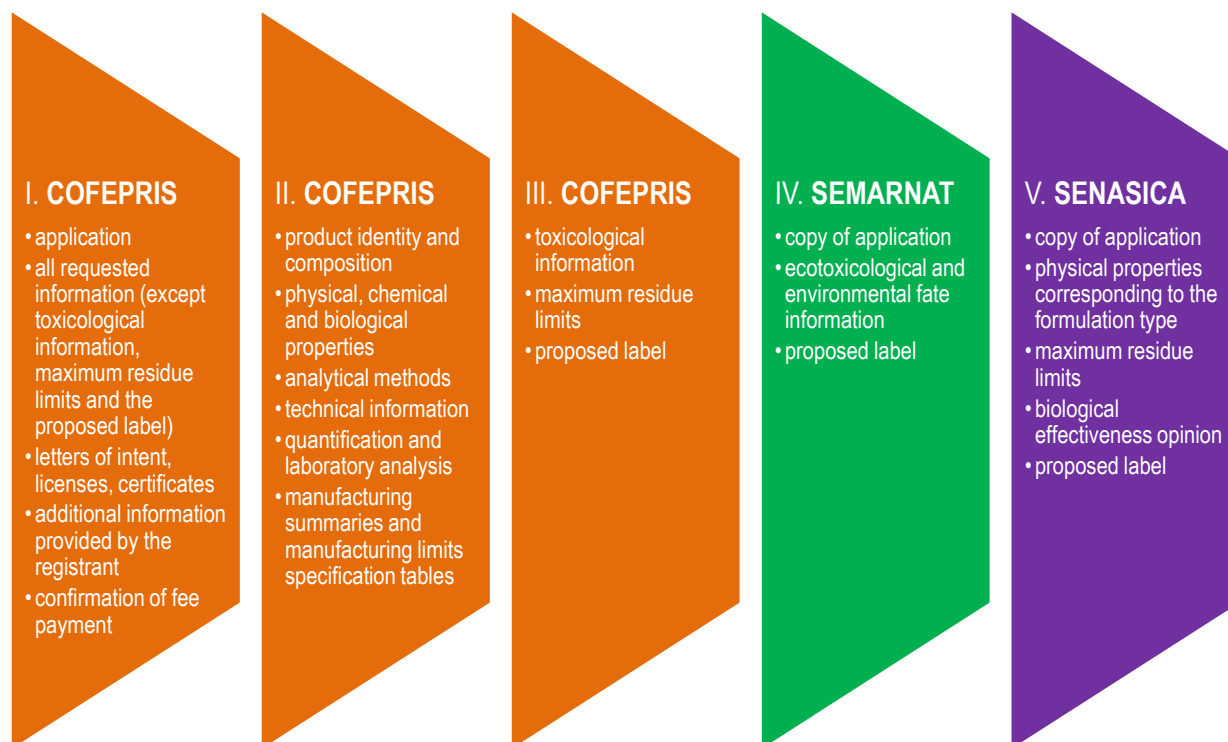 I. COFEPRIS
• application
• all requested
information (except
toxicological
information,
maximum residue
limits and the
proposed label)
• letters of intent,
licenses, certificates
• additional information
provided by the
registrant
• confirmation of fee
payment
II. COFEPRIS
• product identity and
composition
• physical, chemical
and biological
properties
• analytical methods
• technical information
• quantification and
laboratory analysis
• manufacturing
summaries and
manufacturing limits
specification tables
III. COFEPRIS
• toxicological
information
• maximum residue
limits
• proposed label
IV. SEMARNAT
• copy of application
• ecotoxicological and
environmental fate
information
• proposed label
V. SENASICA
• copy of application
• physical properties
corresponding to the
formulation type
• maximum residue
limits
• biological
effectiveness opinion
• proposed label